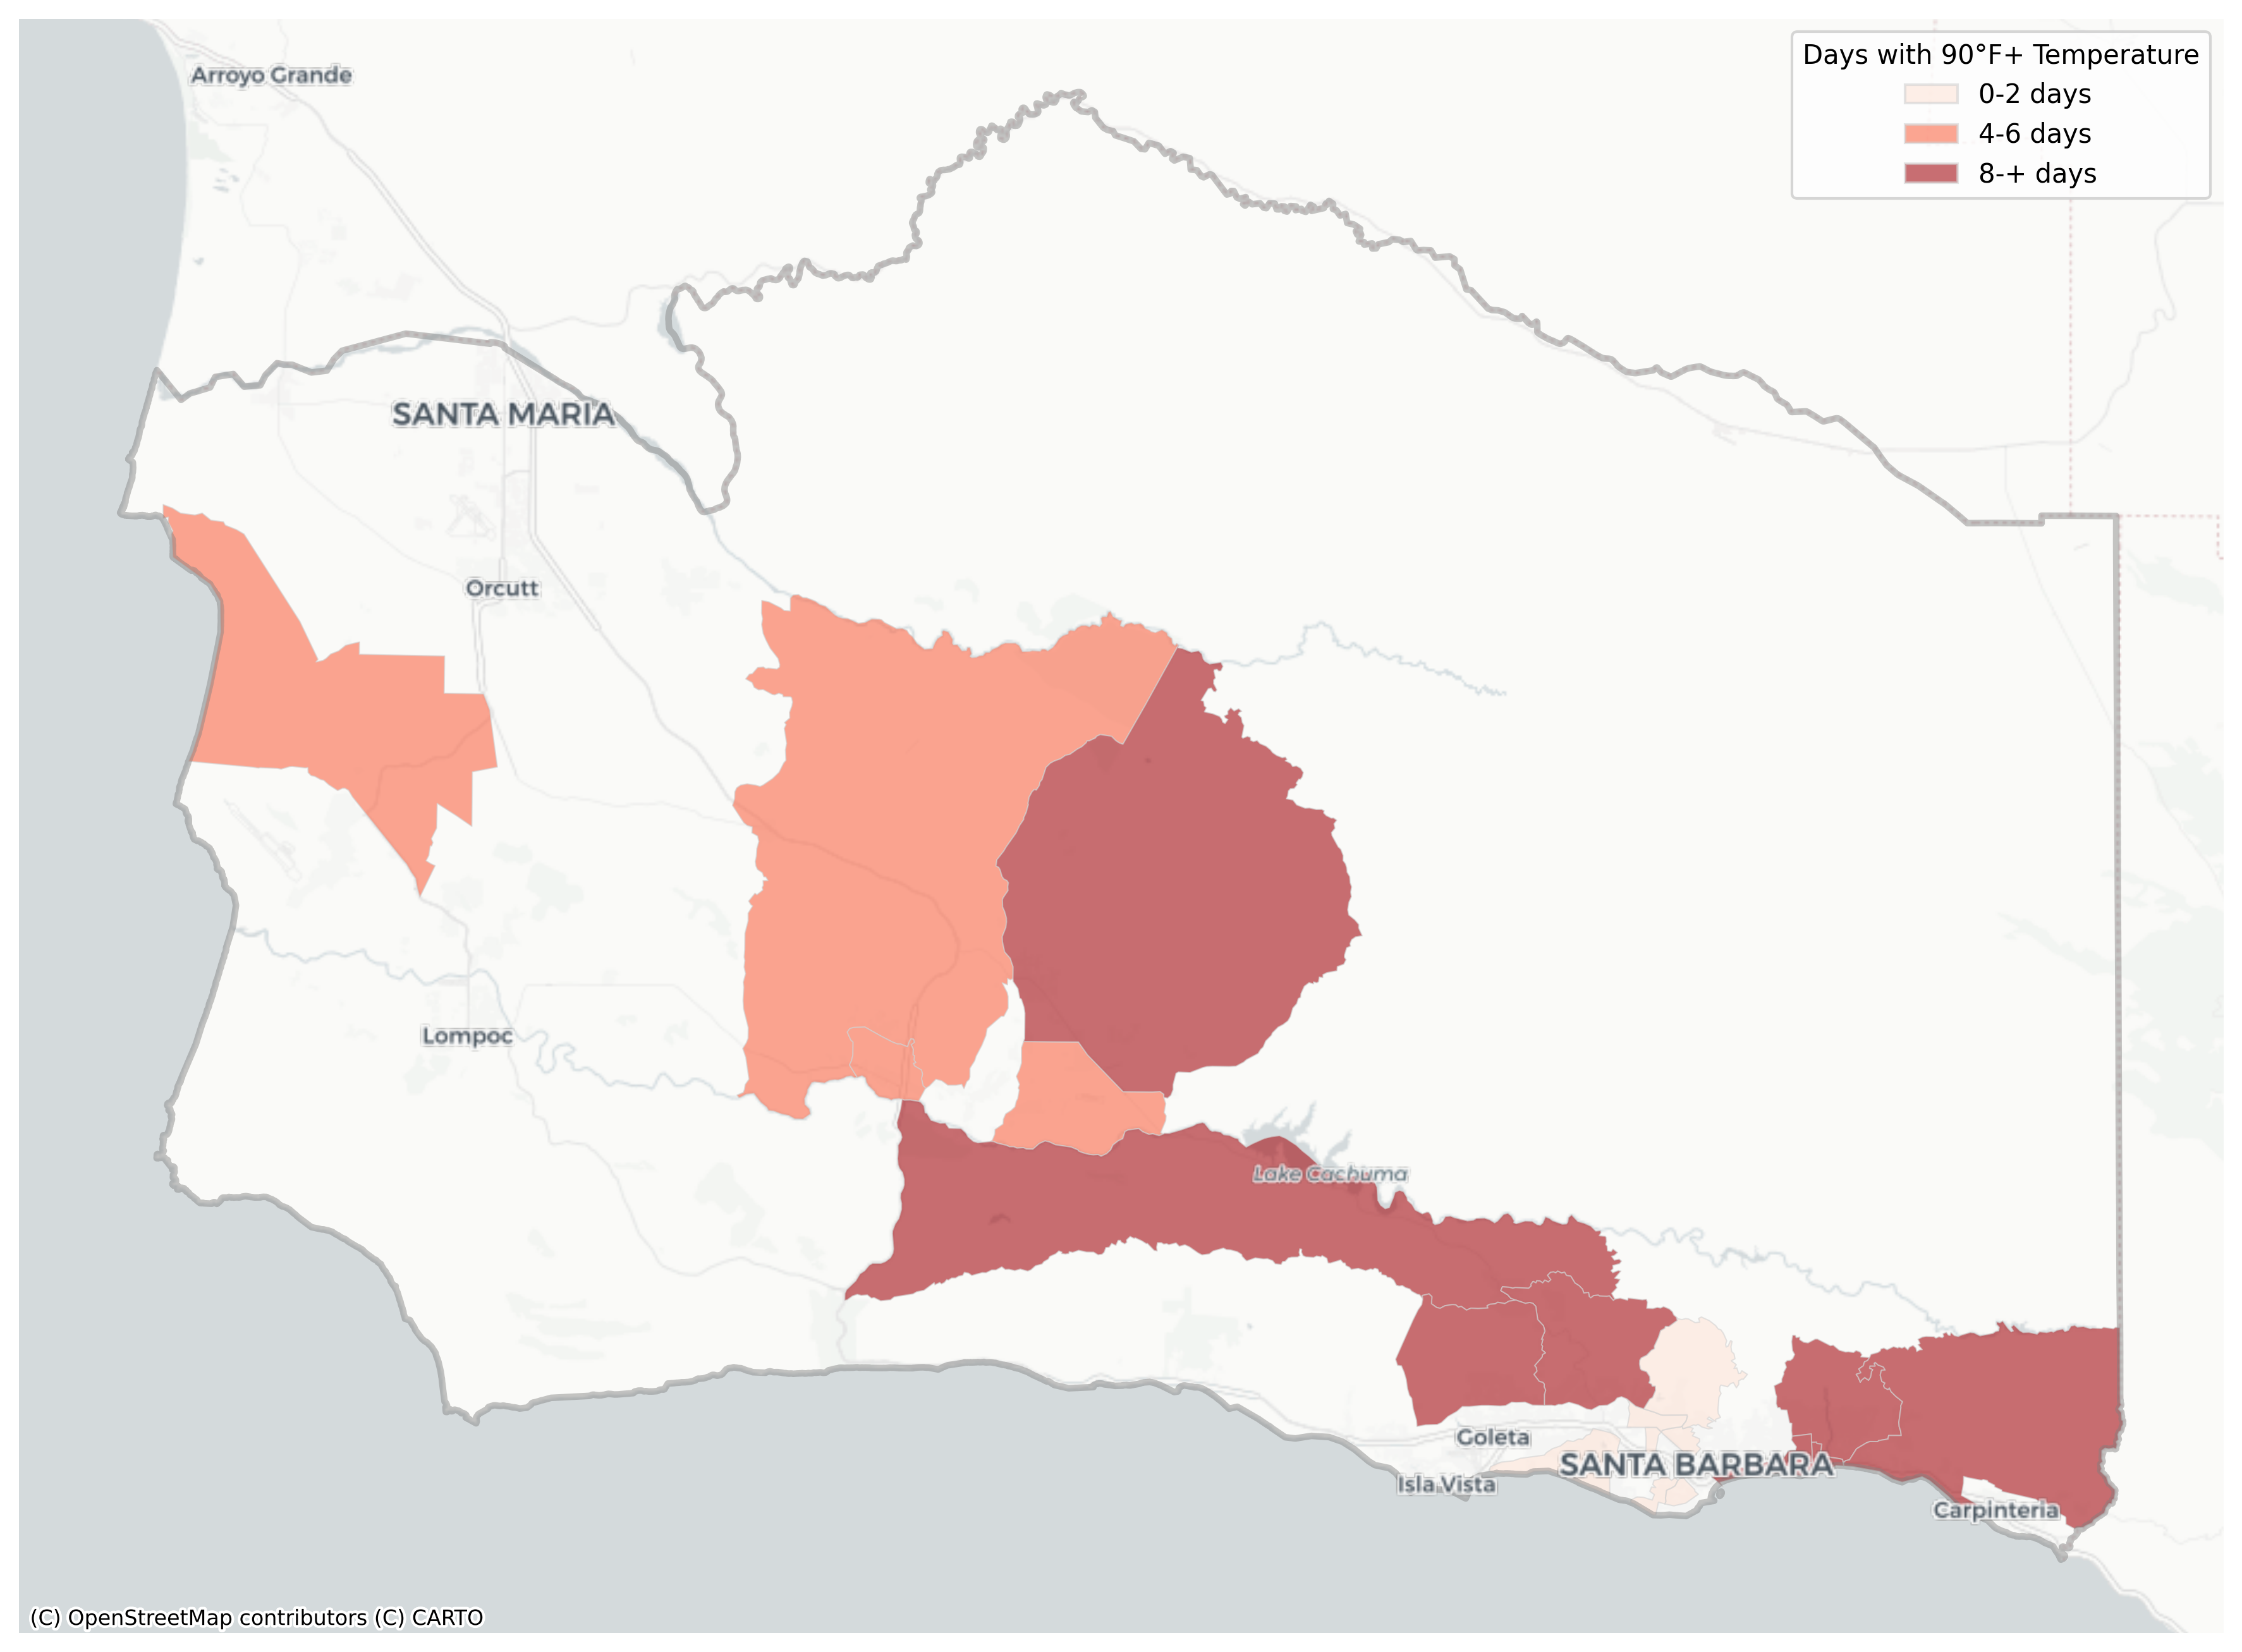 Days with 90°F+ Temperature
0-2 days
4-6 days
8-+ days
Arroyo Grande
SANTA MARIA
Orcutt
Lompoc
Lake Cachuma
Goleta
SANTA BARBARA
Isla Vista
Carpinteria
(C) OpenStreetMap contributors (C) CARTO